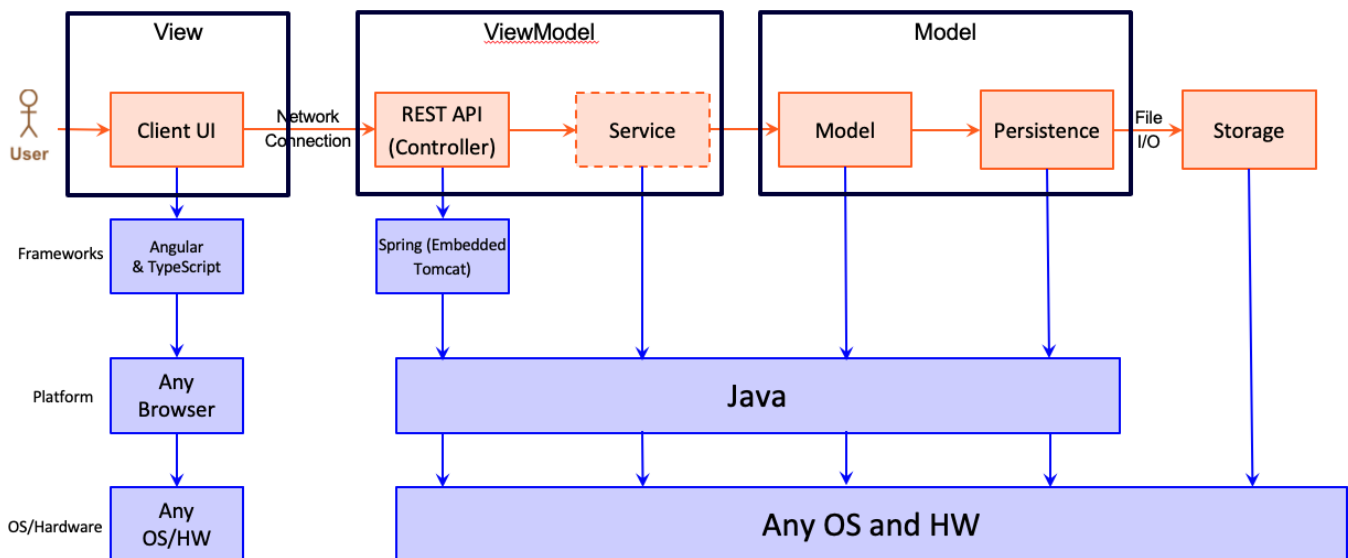 View
ViewModel
Model
User
Client UI
Network
Connection
REST API
(Controller)
Service
Model
Persistence
File
I/O
Storage
Frameworks
Angular
& TypeScript
Spring (Embedded
Tomcat)
Platform
Any
Browser
Java
OS/Hardware
Any
OS/HW
Any OS and HW